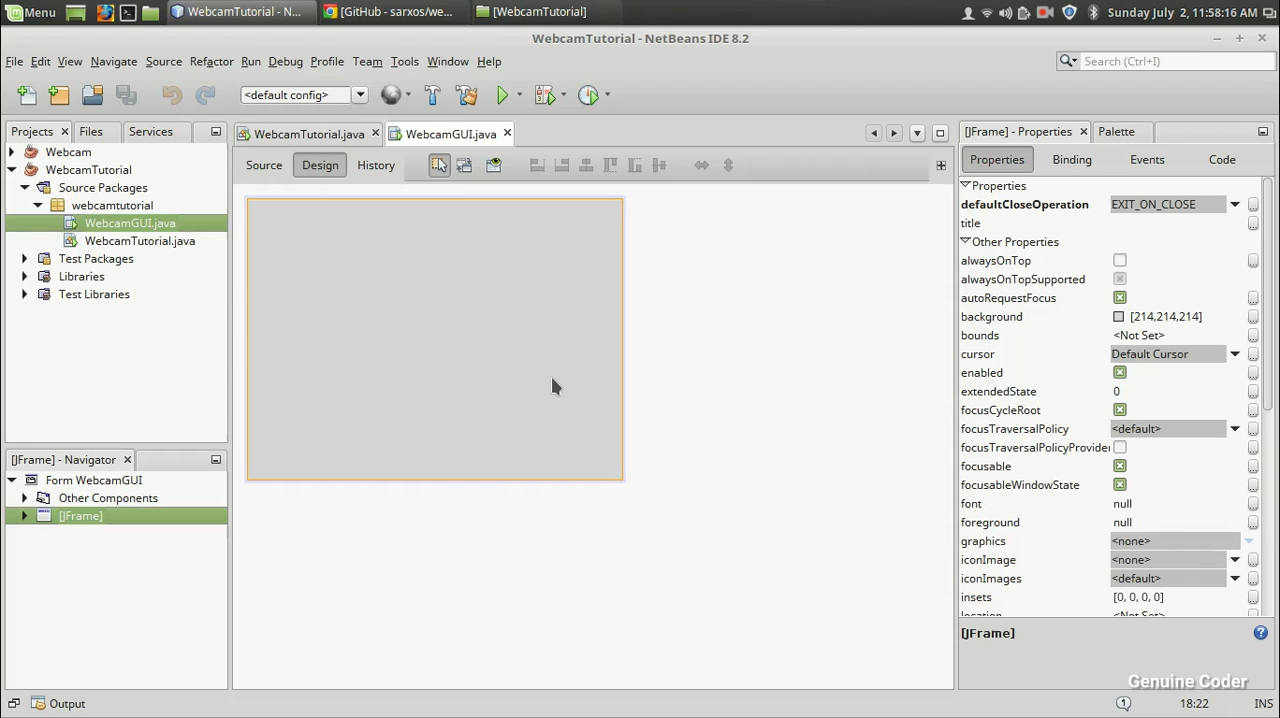 Menu
WebcamTutorial - N...
[GitHub - sarxos/we...
[WebcamTutorial]
Sunday July 2, 11:58:16 AM
WebcamTutorial - NetBeans IDE 8.2
File Edit View Navigate Source Refactor Run Debug Profile Team Tools Window Help
Search (Ctrl+I)
<default config>
Projects
Files
Services
WebcamTutorial.java
WebcamGUI.java
[JFrame] - Properties
Palette
Source
Design
History
Properties
Binding
Events
Code
Webcam
WebcamTutorial
Source Packages
webcamtutorial
WebcamGUI.java
WebcamTutorial.java
Test Packages
Libraries
Test Libraries
[JFrame] - Navigator
Form WebcamGUI
Other Components
[JFrame]
Properties
defaultCloseOperation EXIT_ON_CLOSE
title
Other Properties
alwaysOnTop
alwaysOnTopSupported
autoRequestFocus
background [214,214,214]
bounds <Not Set>
cursor Default Cursor
enabled
extendedState 0
focusCycleRoot
focusTraversalPolicy <default>
focusTraversalPolicyProvider
focusable
focusableWindowState
font null
foreground null
graphics <none>
iconImage <none>
iconImages <default>
insets [0, 0, 0, 0]
location <Not Set>
[JFrame]
Genuine Coder
Output
1
18:22
INS